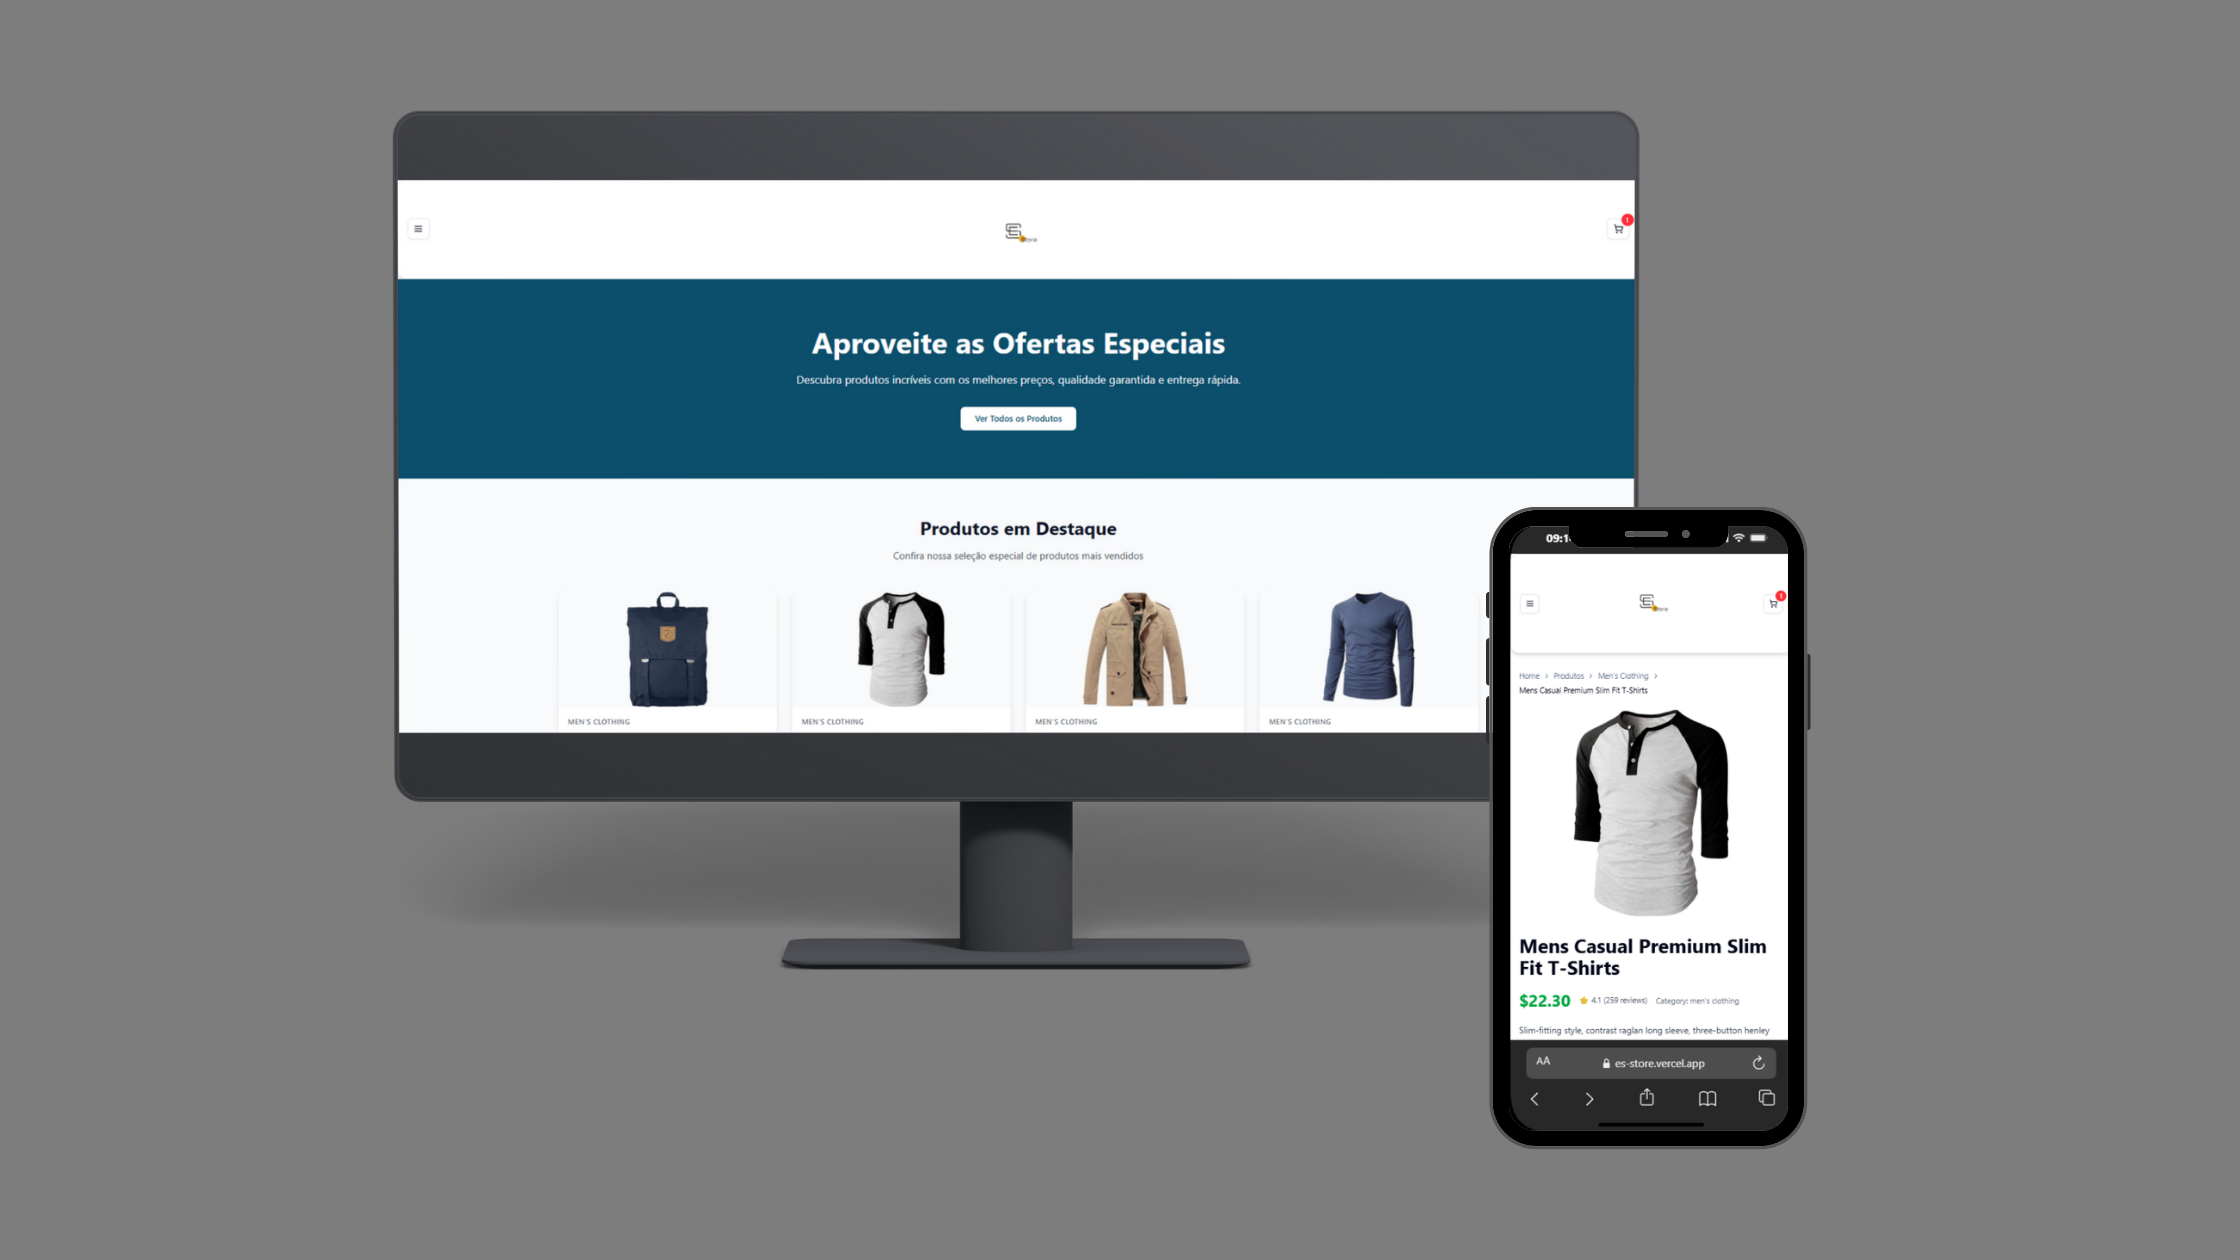 1
Store
Aproveite as Ofertas Especiais
Descubra produtos incríveis com os melhores preços, qualidade garantida e entrega rápida.
Ver Todos os Produtos
Produtos em Destaque
Confira nossa seleção especial de produtos mais vendidos
MEN'S CLOTHING
MEN'S CLOTHING
MEN'S CLOTHING
MEN'S CLOTHING
1
Store
Home > Produtos > Men's Clothing >
Mens Casual Premium Slim Fit T-Shirts
Mens Casual Premium Slim
Fit T-Shirts
$22.30 4.1 (259 reviews) Category: men's clothing
Slim-fitting style, contrast raglan long sleeve, three-button henley
AA es-store.vercel.app